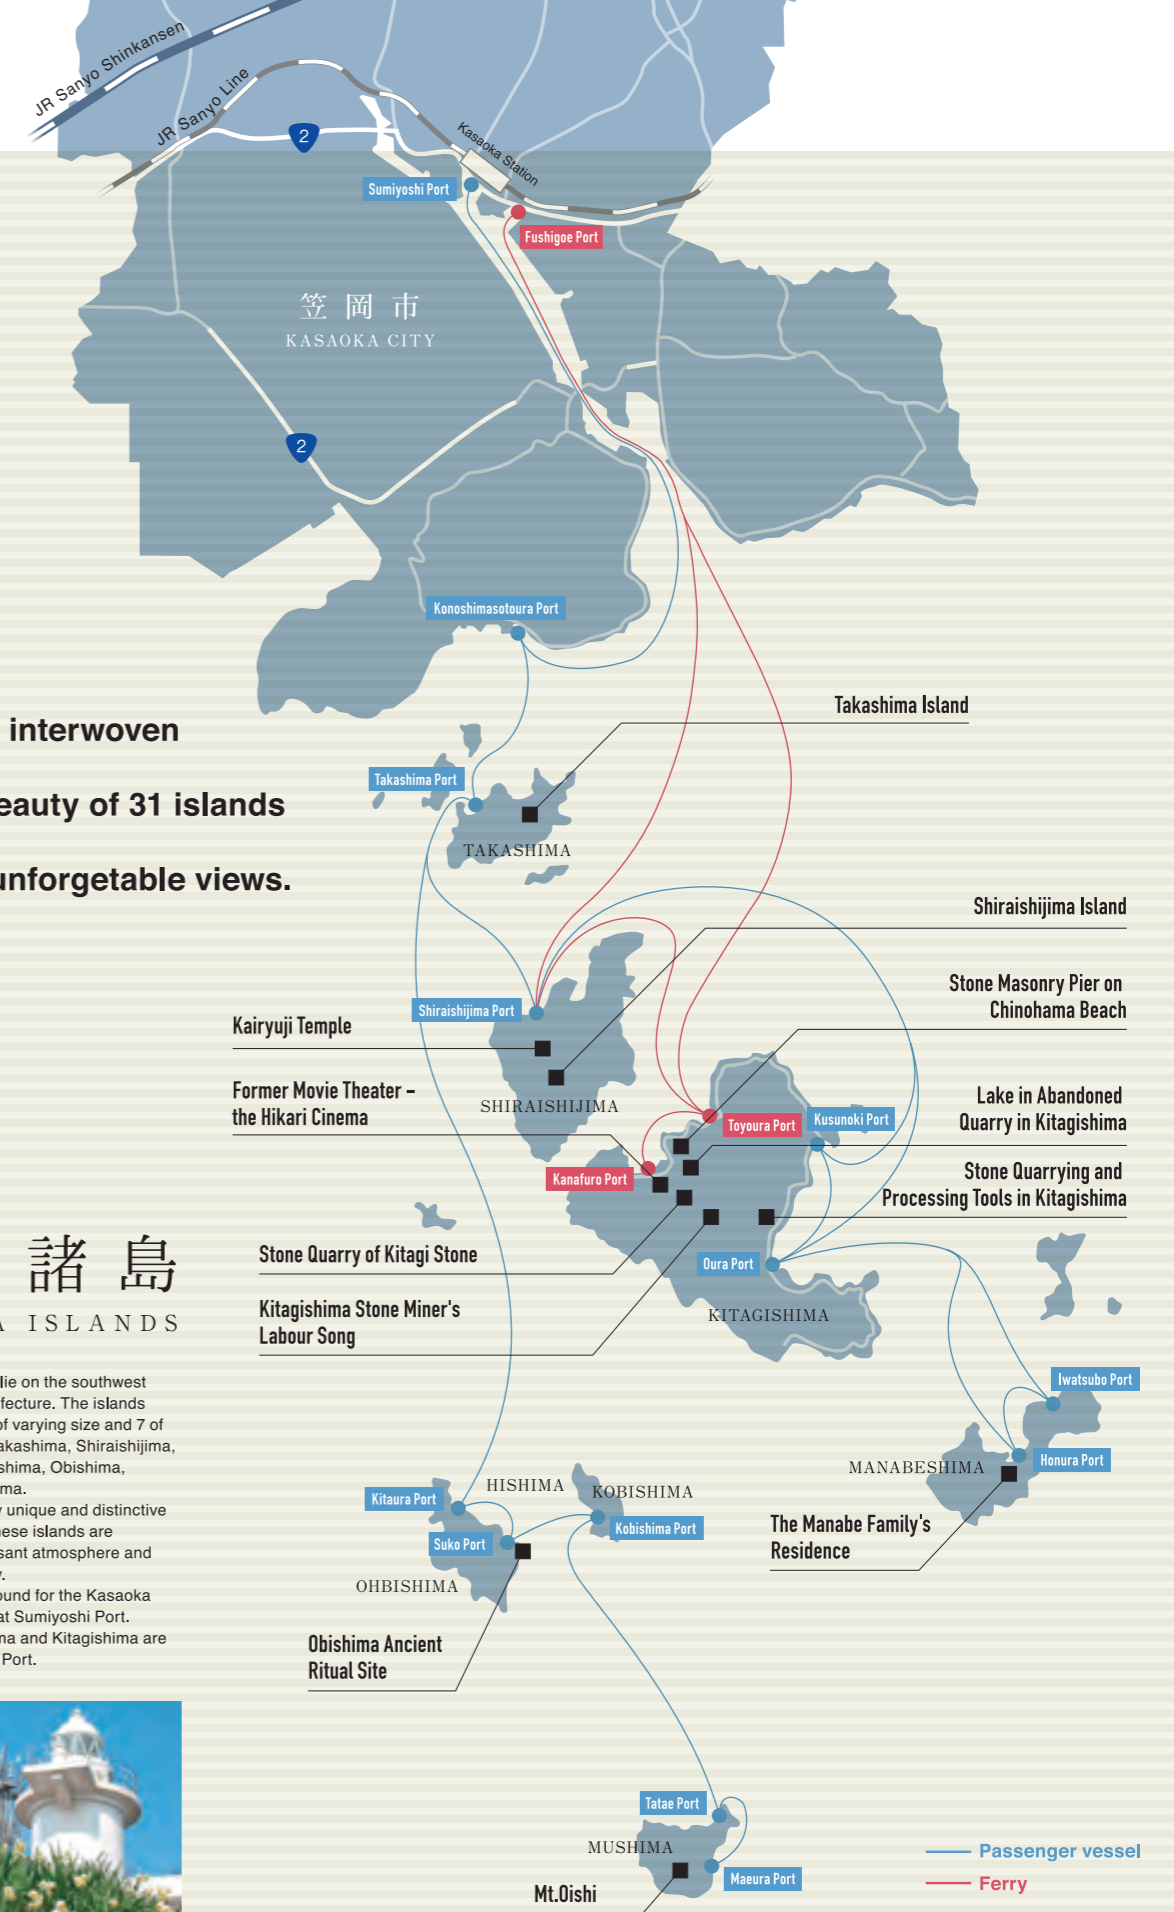 JR Sanyo Shinkansen
JR Sanyo Line
2
Kasaoka Station
Sumiyoshi Port
Fushigoe Port
笠岡市
KASAOKA CITY
2
Konoshimasotoura Port
Takashima Island
interwoven
Takashima Port
eauty of 31 islands
TAKASHIMA
unforgetable views.
Shiraishijima Island
Stone Masonry Pier on
Chinohama Beach
Shiraishijima Port
Kairyuji Temple
Former Movie Theater –
the Hikari Cinema
SHIRAISHIJIMA
Lake in Abandoned
Quarry in Kitagishima
Toyoura Port
Kusunoki Port
Kanafuro Port
Stone Quarrying and
Processing Tools in Kitagishima
諸島
A ISLANDS
Stone Quarry of Kitagi Stone
Oura Port
Kitagishima Stone Miner's
Labour Song
KITAGISHIMA
lie on the southwest
fecture. The islands
of varying size and 7 of
akashima, Shiraishijima,
shima, Obishima,
ma.
y unique and distinctive
hese islands are
sant atmosphere and
y.
ound for the Kasaoka
at Sumiyoshi Port.
ma and Kitagishima are
Port.
Iwatsubo Port
Honura Port
MANABESHIMA
The Manabe Family's
Residence
HISHIMA
KOBISHIMA
Kitaura Port
Suko Port
Kobishima Port
OHBISHIMA
Obishima Ancient
Ritual Site
Tatae Port
MUSHIMA
Maeura Port
Mt.Oishi
Passenger vessel
Ferry